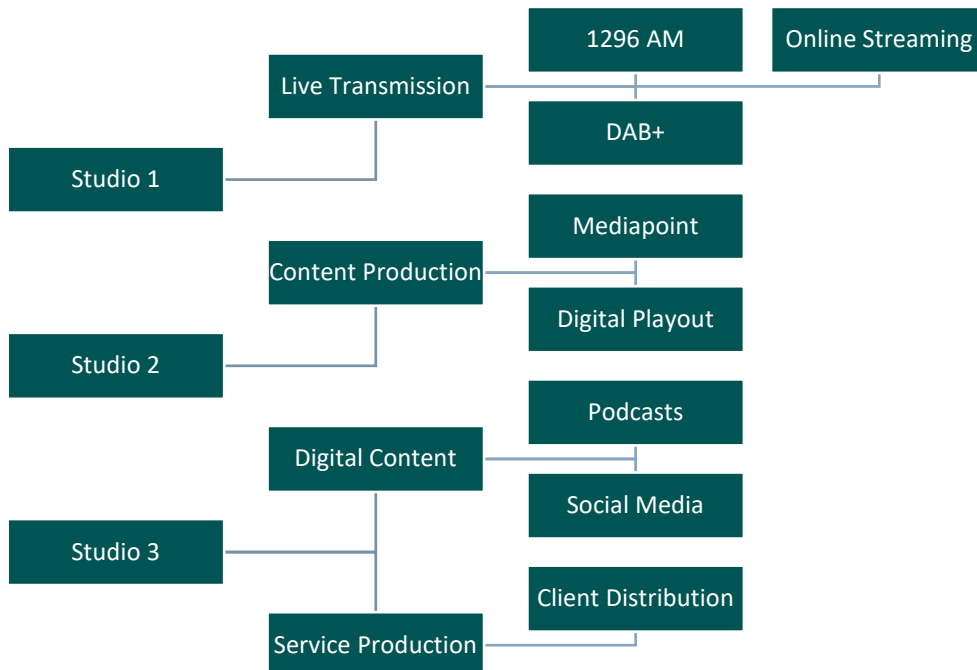 1296 AM
Online Streaming
Live Transmission
DAB+
Studio 1
Mediapoint
Content Production
Digital Playout
Studio 2
Podcasts
Digital Content
Social Media
Studio 3
Client Distribution
Service Production